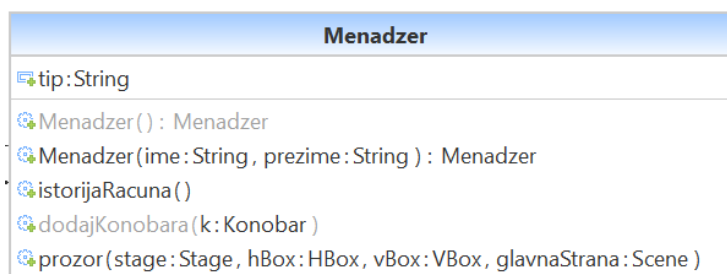 Menadzer
tip:String
Menadzer(): Menadzer
Menadzer(ime:String, prezime:String): Menadzer
istorijaRacuna()
dodajKonobara(k:Konobar)
prozor(stage:Stage, hBox:HBox, vBox:VBox, glavnaStrana:Scene)